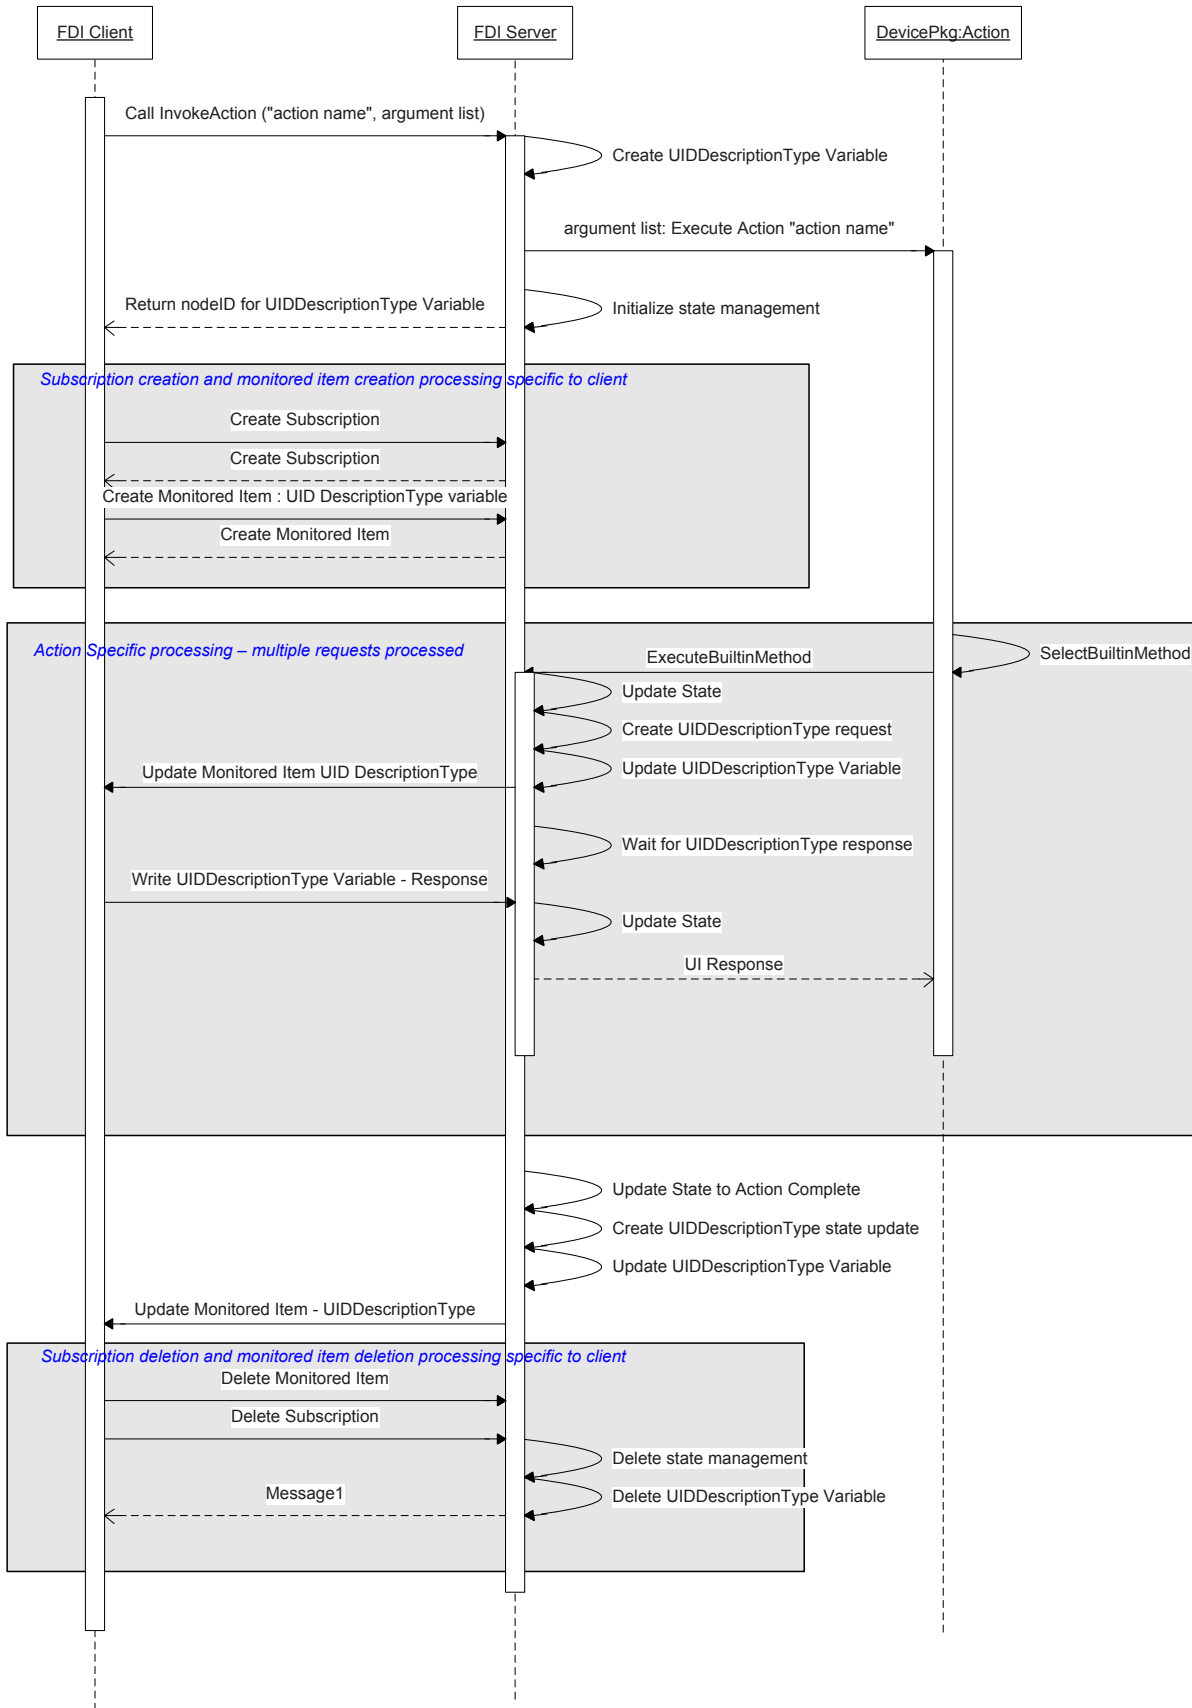 FDI Client
FDI Server
DevicePkg:Action
Call InvokeAction ("action name", argument list)
Create UIDDescriptionType Variable
argument list: Execute Action "action name"
Return nodeID for UIDDescriptionType Variable
Initialize state management
Subscription creation and monitored item creation processing specific to client
Create Subscription
Create Subscription
Create Monitored Item : UID DescriptionType variable
Create Monitored Item
Action Specific processing – multiple requests processed
ExecuteBuiltinMethod
SelectBuiltinMethod
Update State
Create UIDDescriptionType request
Update UIDDescriptionType Variable
Update Monitored Item UID DescriptionType
Wait for UIDDescriptionType response
Write UIDDescriptionType Variable - Response
Update State
UI Response
Update State to Action Complete
Create UIDDescriptionType state update
Update UIDDescriptionType Variable
Update Monitored Item - UIDDescriptionType
Subscription deletion and monitored item deletion processing specific to client
Delete Monitored Item
Delete Subscription
Delete state management
Message1
Delete UIDDescriptionType Variable